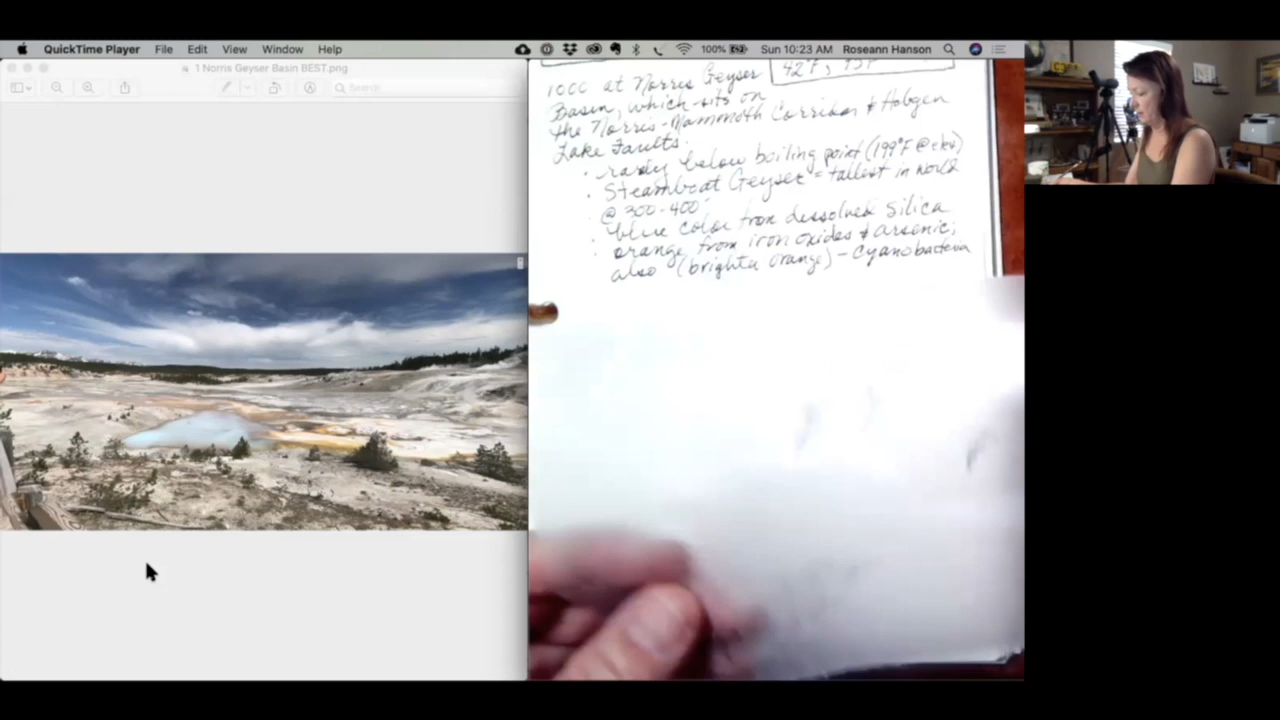 QuickTime Player File Edit View Window Help 100% Sun 10:23 AM Roseann Hanson
1 Norris Geyser Basin BEST.png
Search
42°F, 93°F
1000 at Norris Geyser
Basin, which sits on
the Norris-Mammoth Corridor & Hebgen
Lake Faults.
· rarely below boiling point (199°F @ elev)
· Steamboat Geyser = tallest in world
@ 300-400'
· blue color from dissolved silica
· orange from iron oxides & arsenic;
also (brighter orange) - cyanobacteria